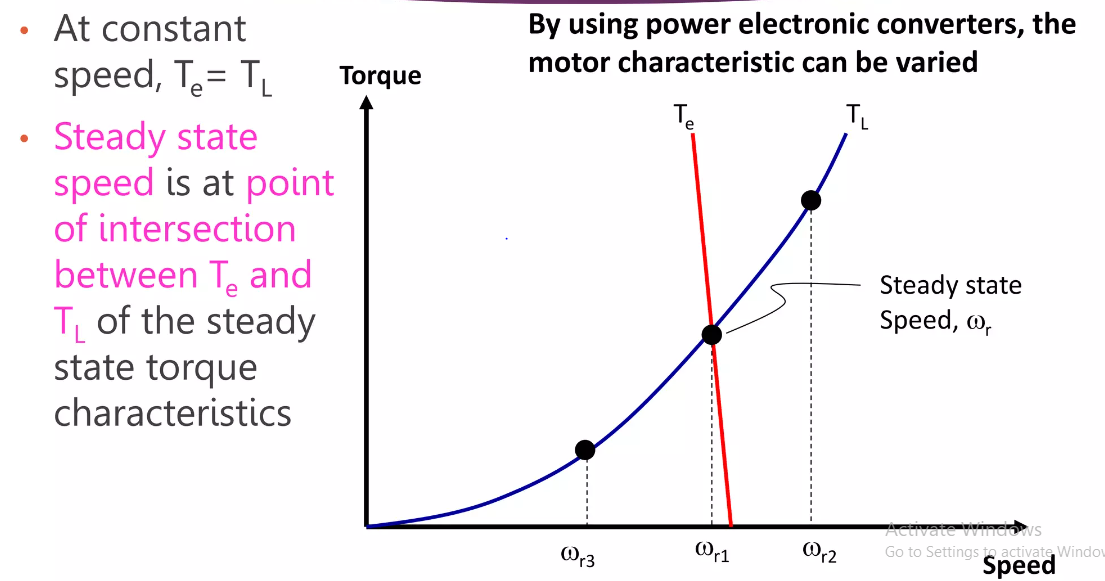 • At constant
speed, Te= TL
• Steady state
speed is at point
of intersection
between Te and
TL of the steady
state torque
characteristics
By using power electronic converters, the
motor characteristic can be varied
Torque
Te
TL
Steady state
Speed, ωr
ωr3
ωr1
ωr2
Speed
Activate Windows
Go to Settings to activate Window